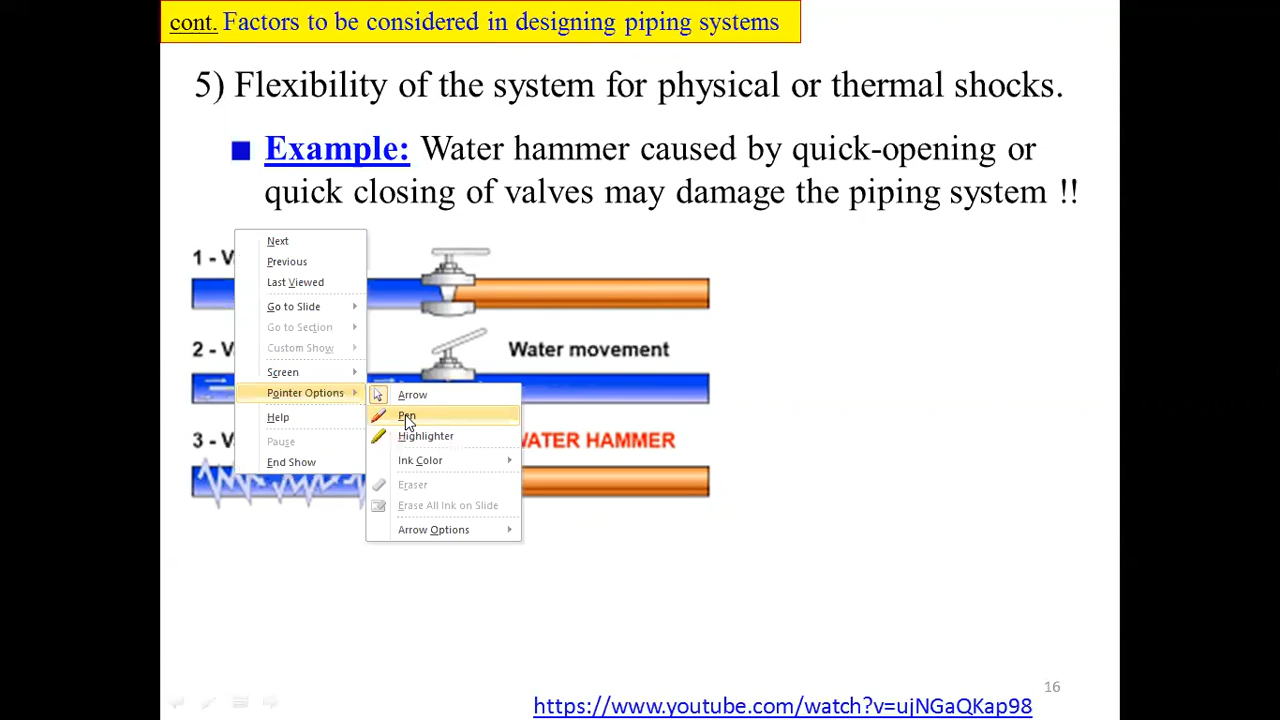 cont. Factors to be considered in designing piping systems
5) Flexibility of the system for physical or thermal shocks.
Example: Water hammer caused by quick-opening or
quick closing of valves may damage the piping system !!
1 - V
2 - V
Water movement
3 - V
WATER HAMMER
Next
Previous
Last Viewed
Go to Slide
Go to Section
Custom Show
Screen
Pointer Options
Help
Pause
End Show
Arrow
Pen
Highlighter
Ink Color
Eraser
Erase All Ink on Slide
Arrow Options
16
https://www.youtube.com/watch?v=ujNGaQKap98